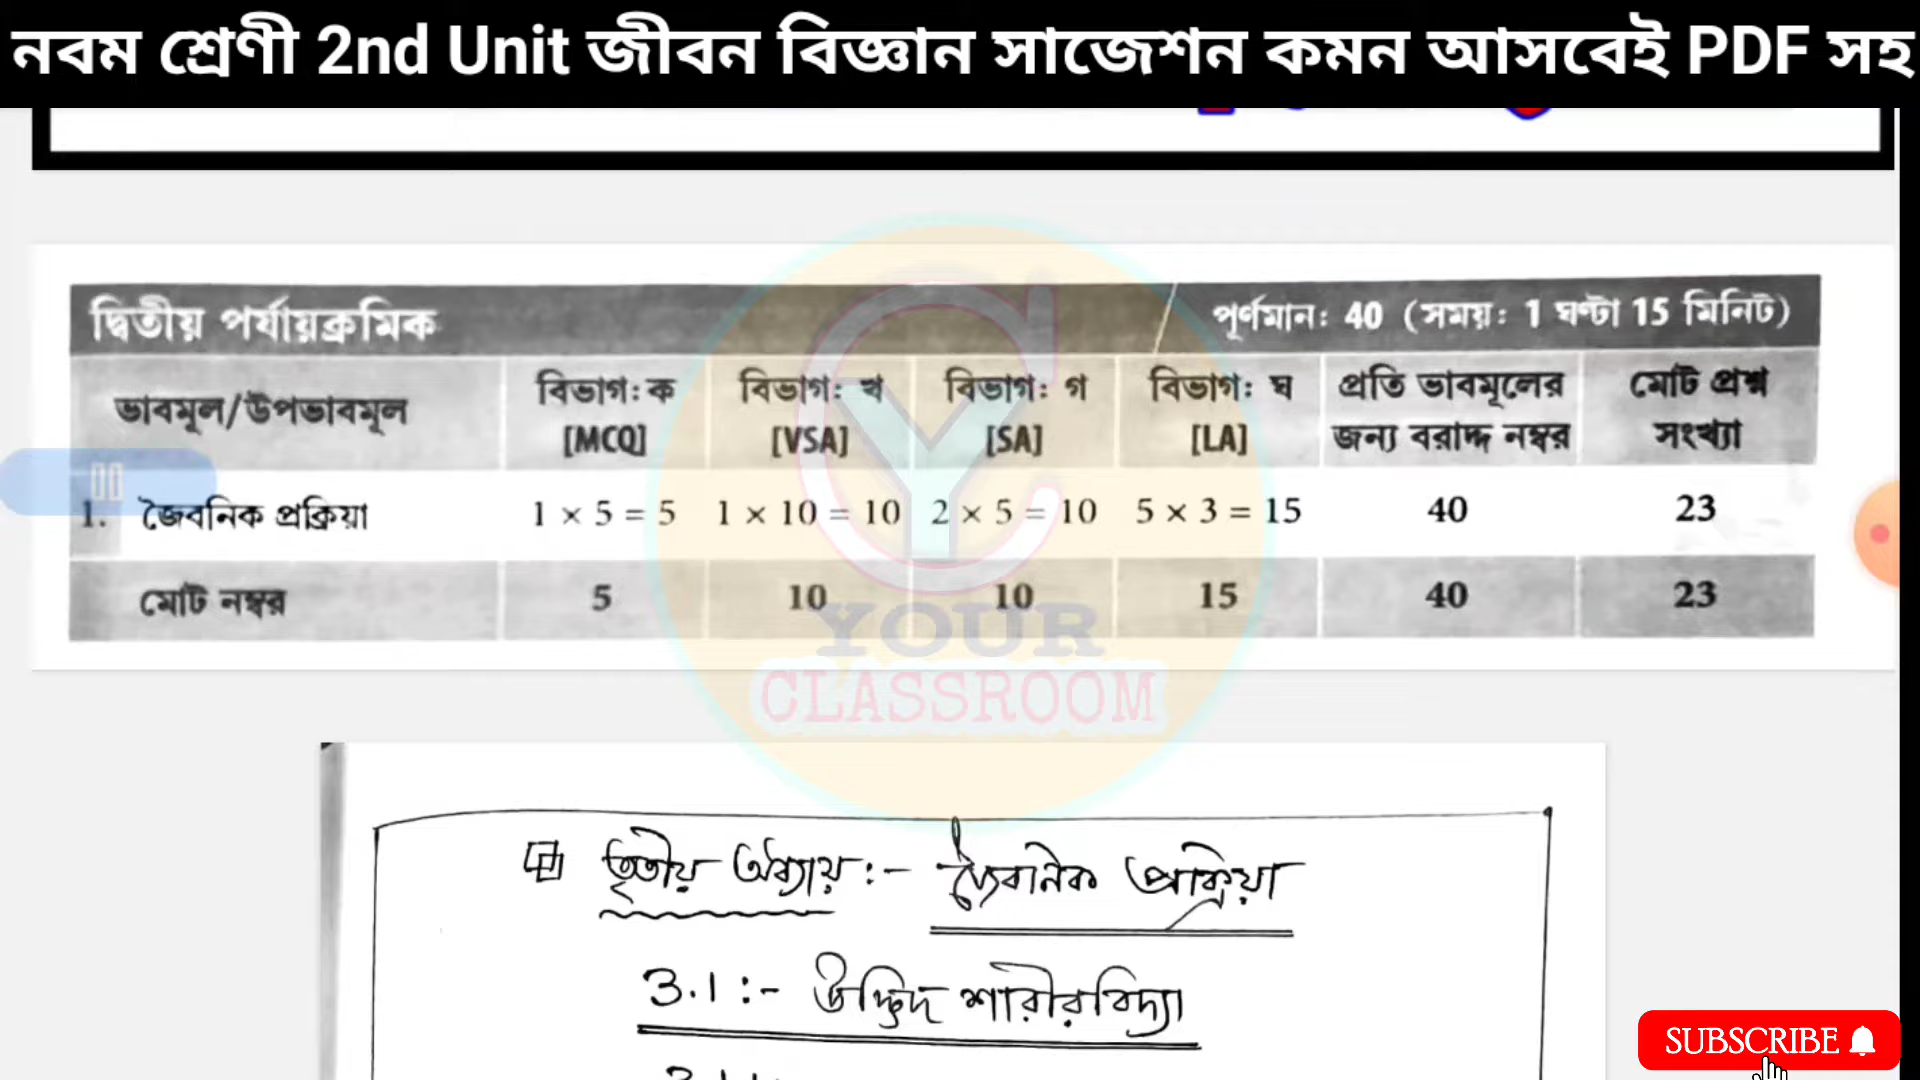 নবম শ্রেণী 2nd Unit জীবন বিজ্ঞান সাজেশন কমন আসবেই PDF সহ
দ্বিতীয় পর্যায়ক্রমিক পূর্ণমান: 40 (সময়: 1 ঘণ্টা 15 মিনিট)
ভাবমূল/উপভাবমূল বিভাগ: ক [MCQ] বিভাগ: খ [VSA] বিভাগ: গ [SA] বিভাগ: ঘ [LA] প্রতি ভাবমূলের জন্য বরাদ্দ নম্বর মোট প্রশ্ন সংখ্যা
1. জৈবনিক প্রক্রিয়া 1 × 5 = 5 1 × 10 = 10 2 × 5 = 10 5 × 3 = 15 40 23
মোট নম্বর 5 10 10 15 40 23
YOUR
CLASSROOM
তৃতীয় অধ্যায় :- জৈবনিক প্রক্রিয়া
3.1 :- উদ্ভিদ শারীরবিদ্যা
SUBSCRIBE